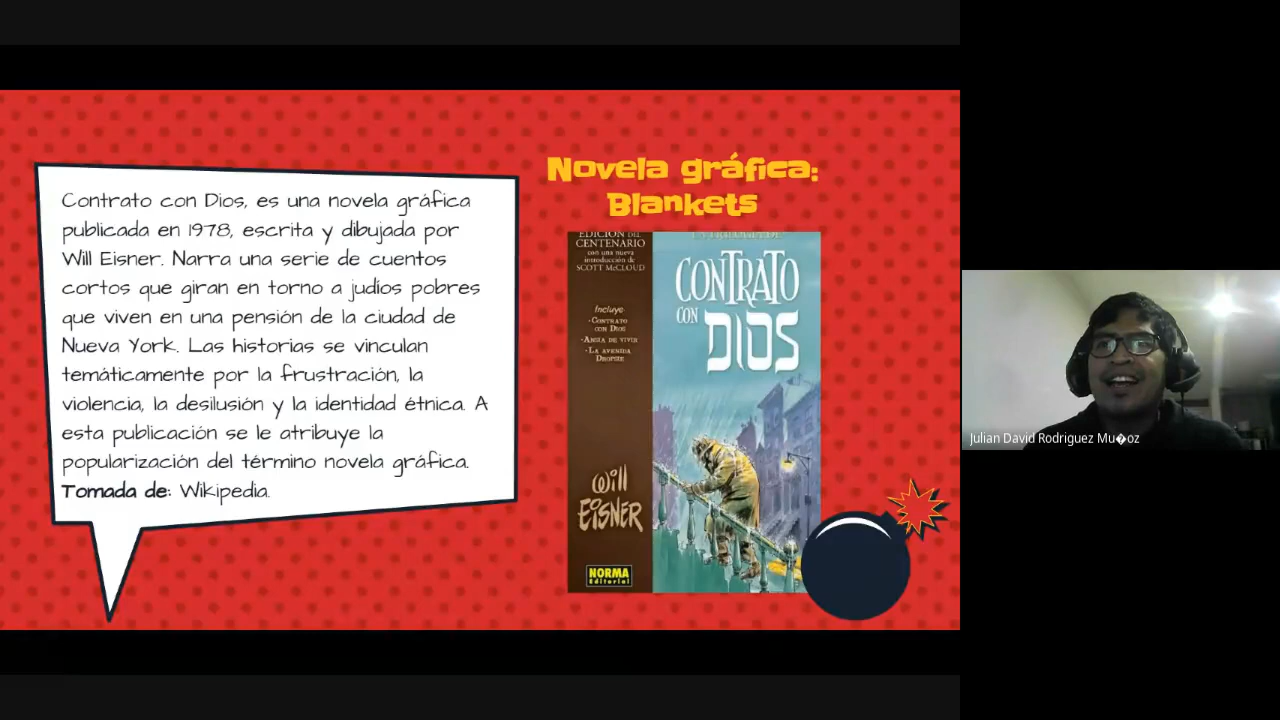 Contrato con Dios, es una novela gráfica
publicada en 1978, escrita y dibujada por
Will Eisner. Narra una serie de cuentos
cortos que giran en torno a judíos pobres
que viven en una pensión de la ciudad de
Nueva York. Las historias se vinculan
temáticamente por la frustración, la
violencia, la desilusión y la identidad étnica. A
esta publicación se le atribuye la
popularización del término novela gráfica.
Tomada de: Wikipedia.
Novela gráfica:
Blankets
EDICIÓN DEL
CENTENARIO
con una nueva
introducción de
SCOTT McCLOUD
Incluye
·CONTRATO
CON DIOS
·ANSIA DE VIVIR
·LA AVENIDA
DROPSIE
Will
EISNER
NORMA
Editorial
LA TRILOGÍA DE
CONTRATO
CON DIOS
Julian David Rodriguez Mu�oz